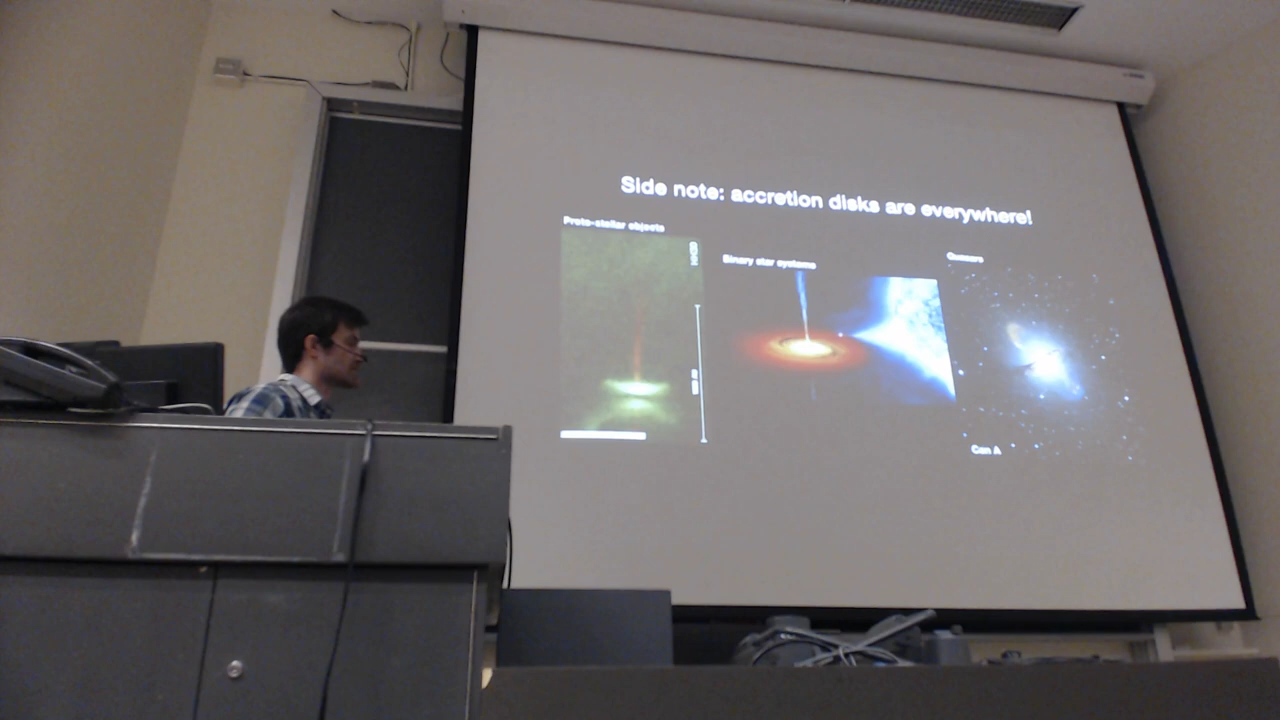 Side note: accretion disks are everywhere!
Proto-stellar objects
Binary star systems
Quasars
Cen A